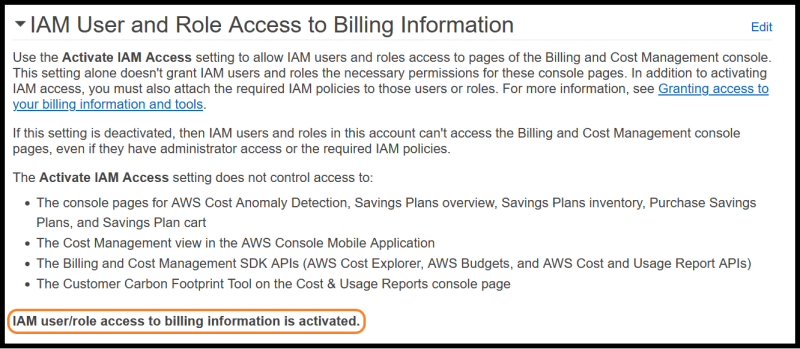 IAM User and Role Access to Billing Information
Edit
Use the Activate IAM Access setting to allow IAM users and roles access to pages of the Billing and Cost Management console.
This setting alone doesn't grant IAM users and roles the necessary permissions for these console pages. In addition to activating
IAM access, you must also attach the required IAM policies to those users or roles. For more information, see Granting access to
your billing information and tools.
If this setting is deactivated, then IAM users and roles in this account can't access the Billing and Cost Management console
pages, even if they have administrator access or the required IAM policies.
The Activate IAM Access setting does not control access to:
• The console pages for AWS Cost Anomaly Detection, Savings Plans overview, Savings Plans inventory, Purchase Savings
Plans, and Savings Plan cart
• The Cost Management view in the AWS Console Mobile Application
• The Billing and Cost Management SDK APIs (AWS Cost Explorer, AWS Budgets, and AWS Cost and Usage Report APIs)
• The Customer Carbon Footprint Tool on the Cost & Usage Reports console page
IAM user/role access to billing information is activated.